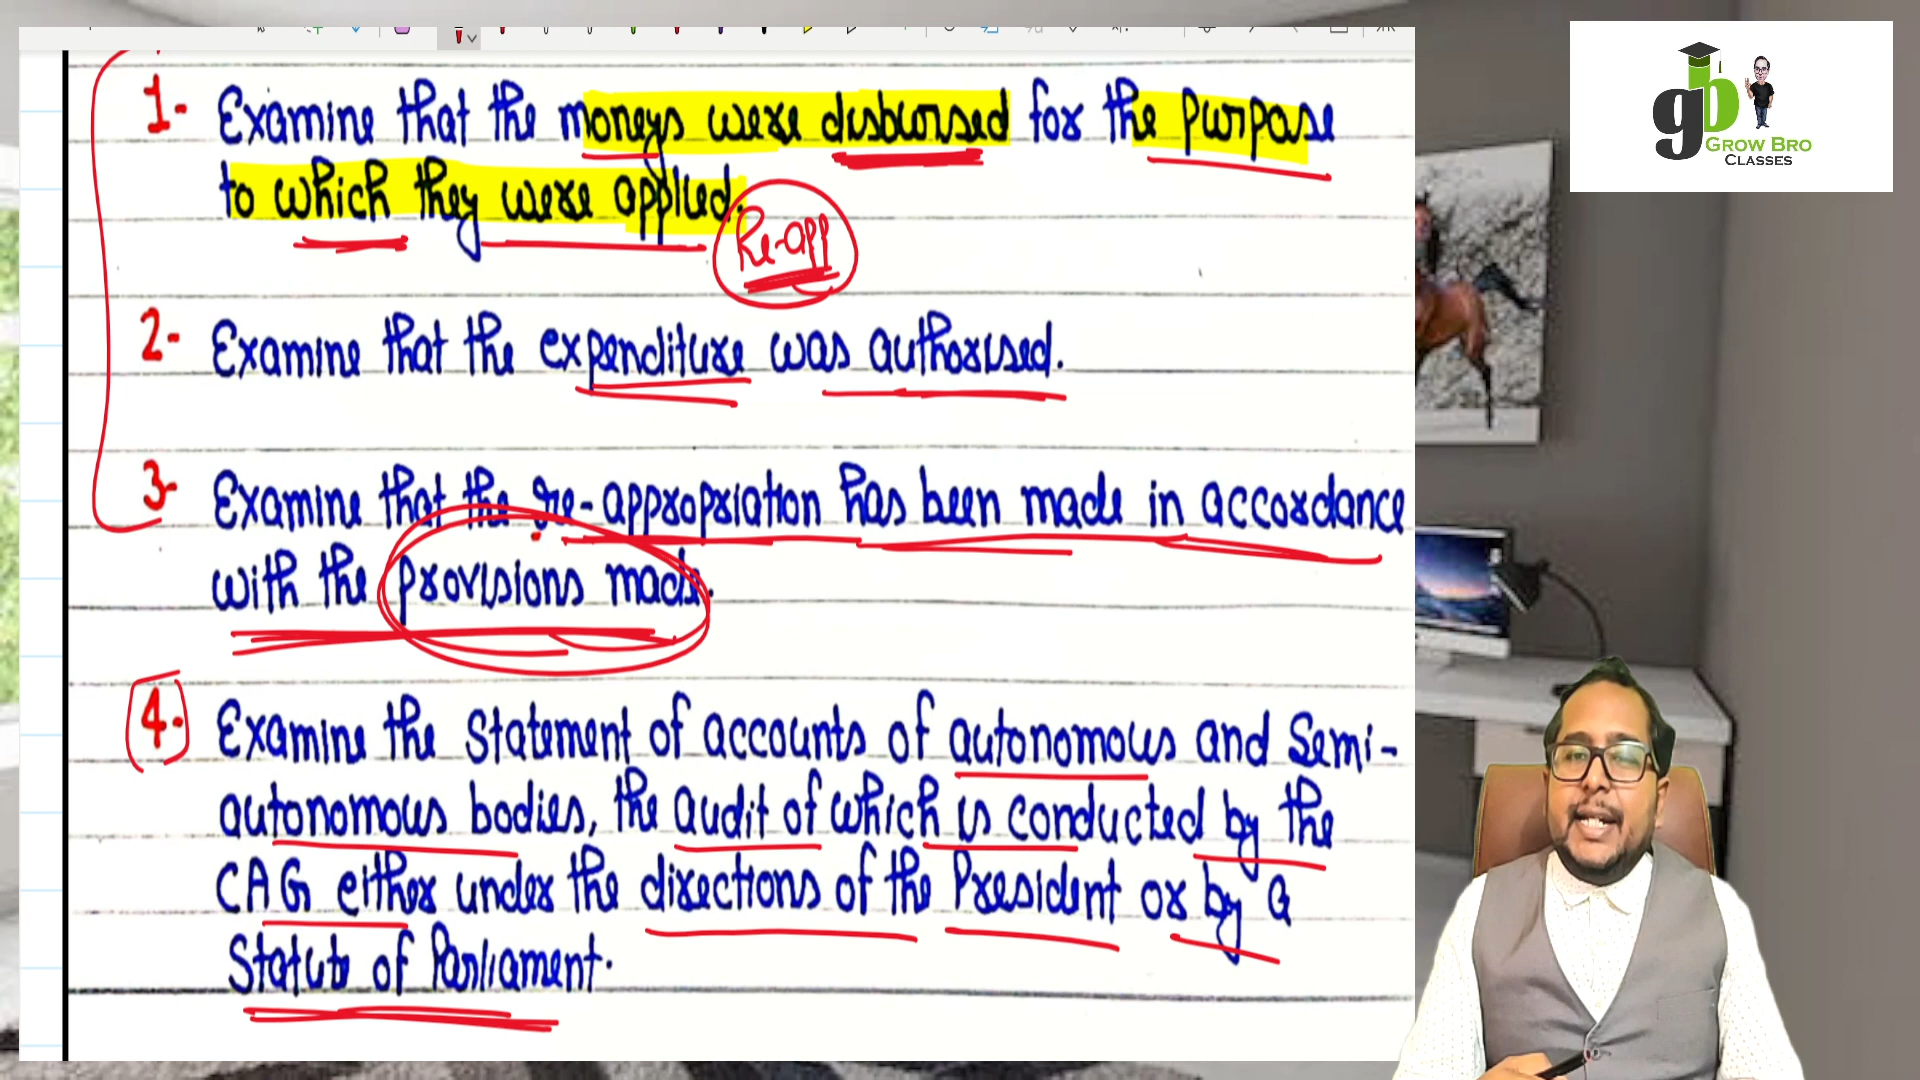 1- Examine that the moneys were disbursed for the purpose
to which they were applied.
Re-app
2- Examine that the expenditure was authorised.
3- Examine that the re-appropriation has been made in accordance
with the provisions made.
4- Examine the statement of accounts of autonomous and semi-
autonomous bodies, the audit of which is conducted by the
CAG either under the directions of the President or by a
Statute of Parliament.
gb
GROW BRO
CLASSES